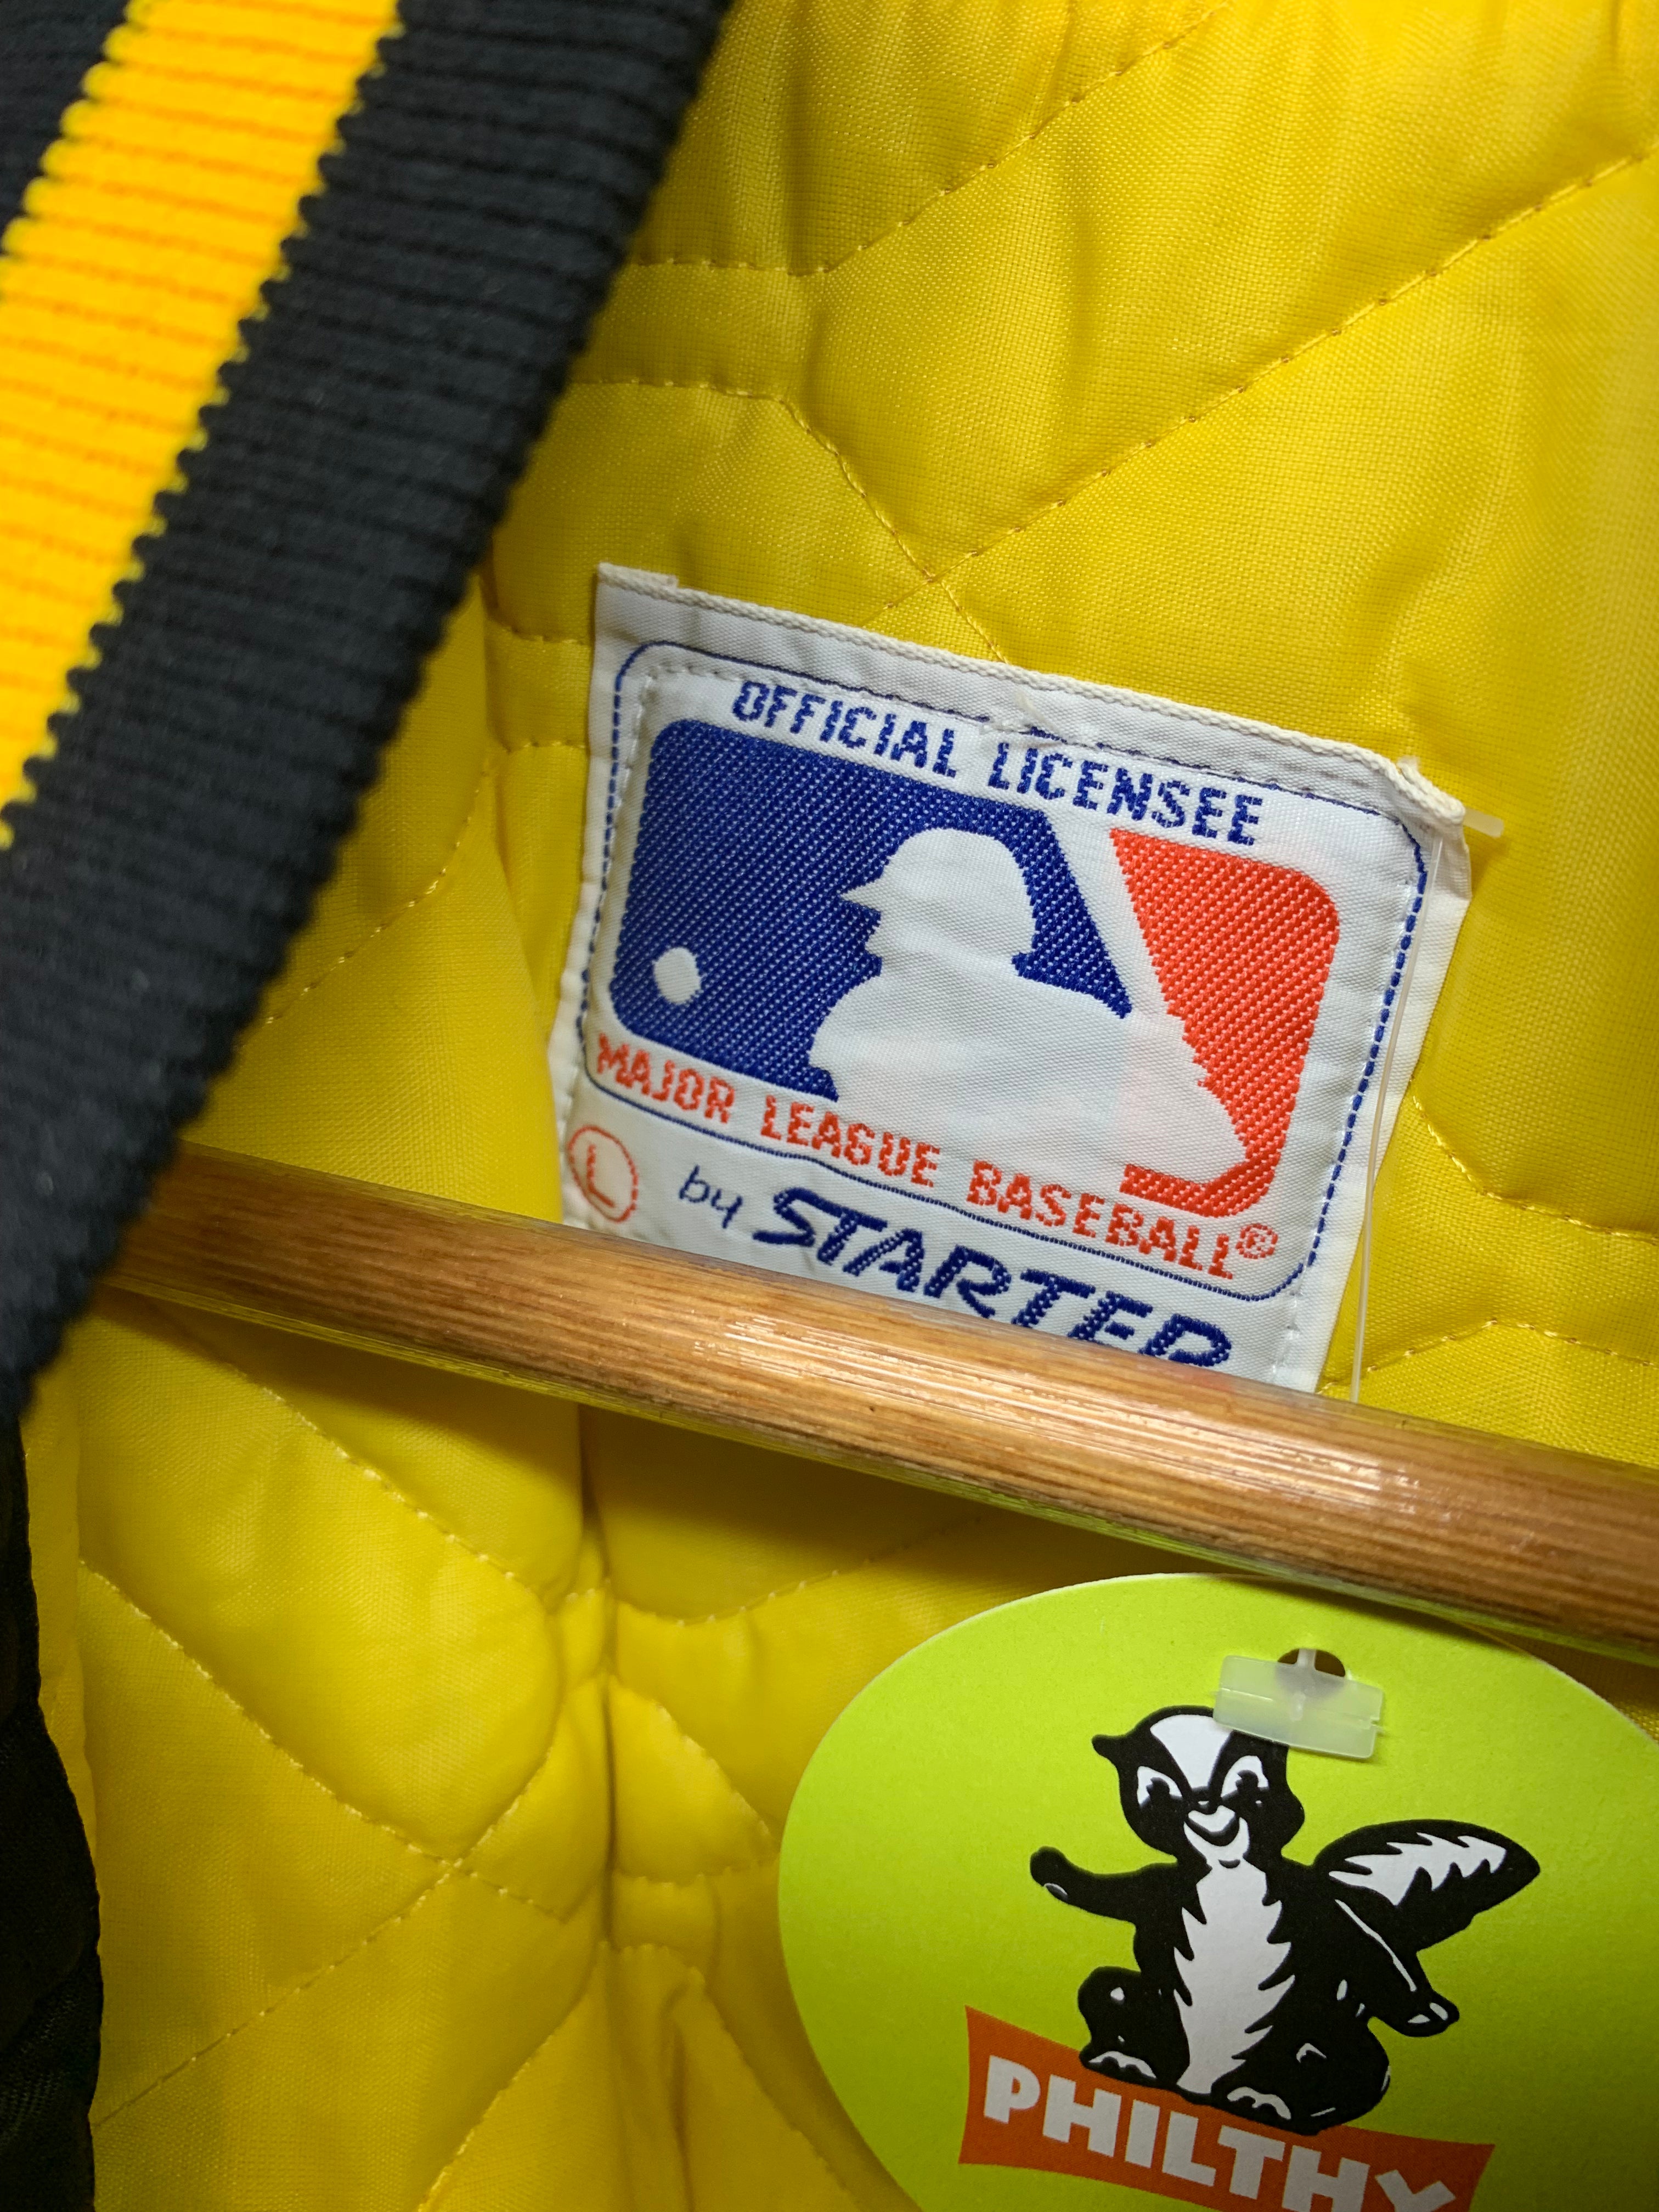 OFFICIAL LICENSEE
MAJOR LEAGUE BASEBALL®
L
by STARTER
PHILTHY